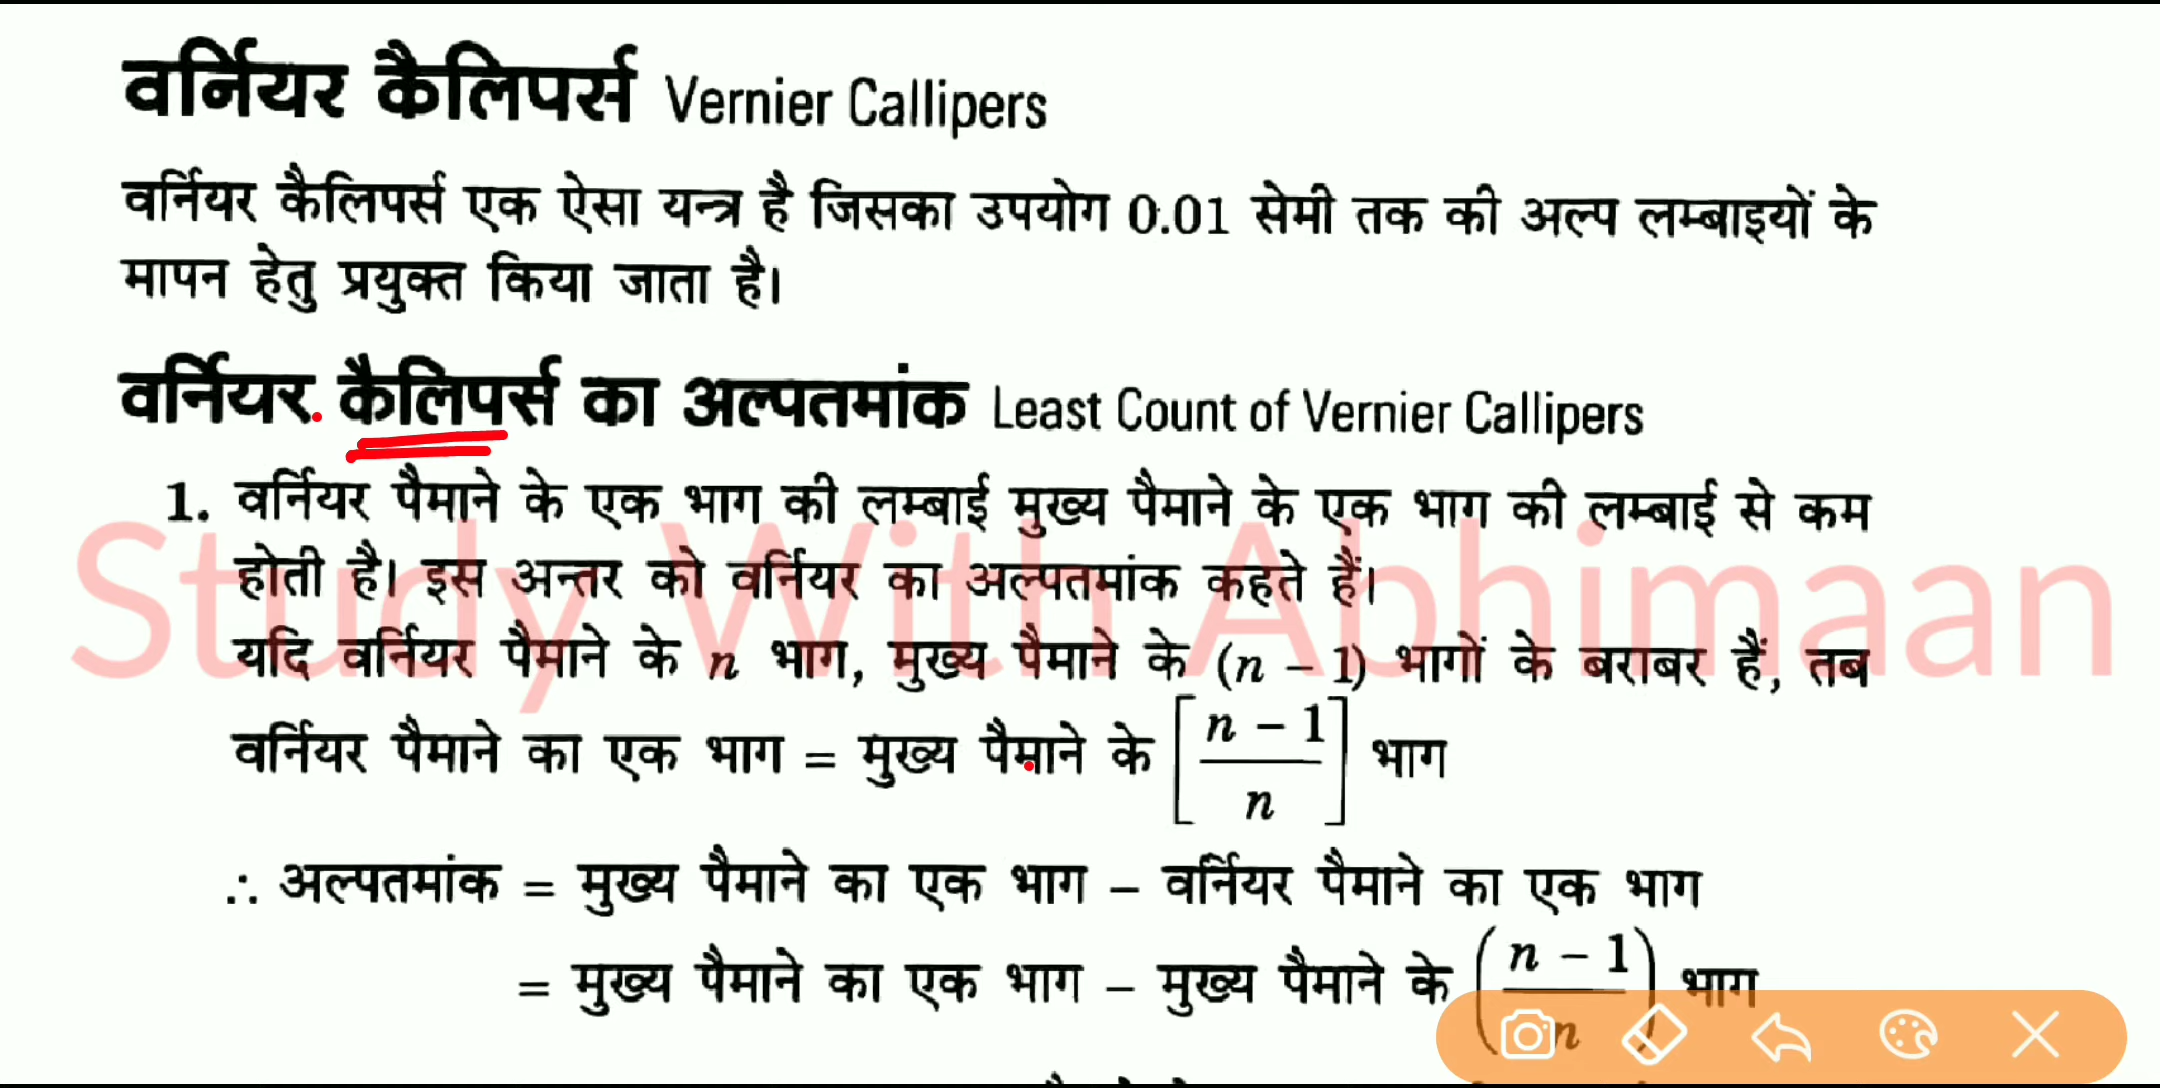 वर्नियर कैलिपर्स Vernier Callipers
वर्नियर कैलिपर्स एक ऐसा यन्त्र है जिसका उपयोग 0.01 सेमी तक की अल्प लम्बाइयों के
मापन हेतु प्रयुक्त किया जाता है।
वर्नियर कैलिपर्स का अल्पतमांक Least Count of Vernier Callipers
1. वर्नियर पैमाने के एक भाग की लम्बाई मुख्य पैमाने के एक भाग की लम्बाई से कम
होती है। इस अन्तर को वर्नियर का अल्पतमांक कहते हैं।
Study With Abhimaan
यदि वर्नियर पैमाने के n भाग, मुख्य पैमाने के (n – 1) भागों के बराबर हैं, तब
वर्नियर पैमाने का एक भाग = मुख्य पैमाने के [(n – 1)/n] भाग
∴ अल्पतमांक = मुख्य पैमाने का एक भाग – वर्नियर पैमाने का एक भाग
= मुख्य पैमाने का एक भाग – मुख्य पैमाने के ((n – 1)/n) भाग